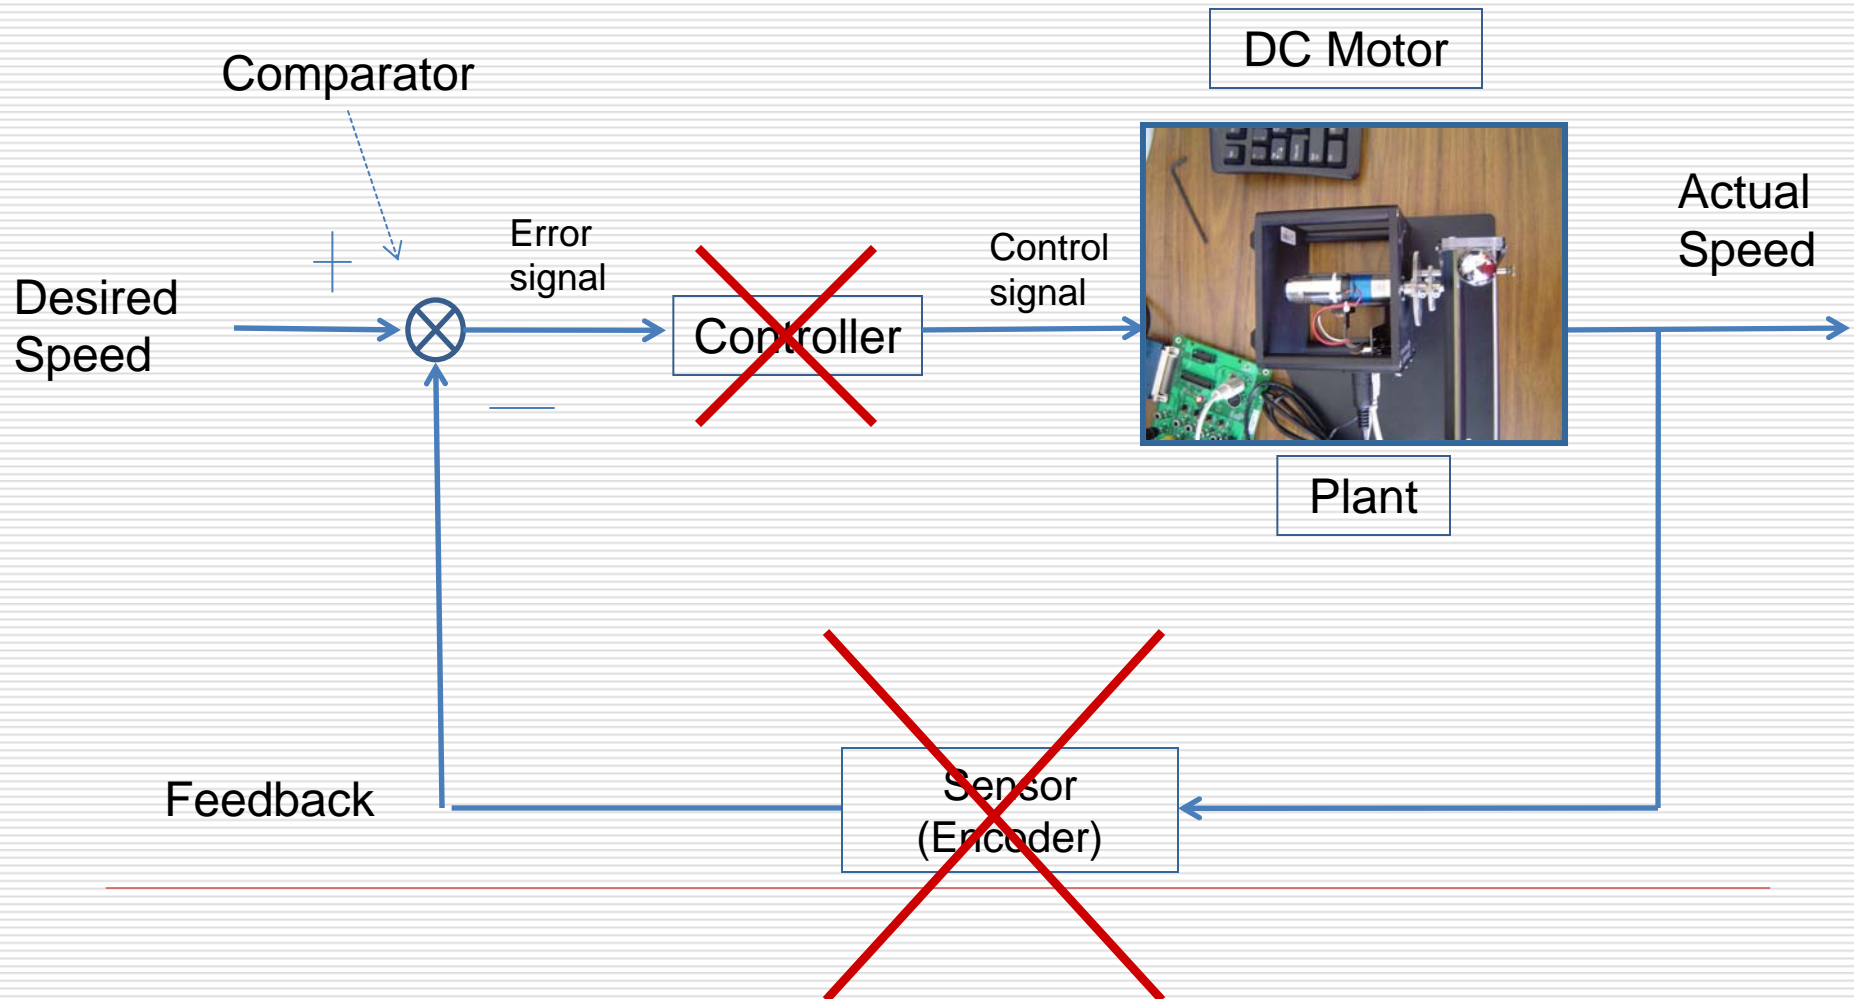 DC Motor
Comparator
Actual
Speed
Error
signal
Control
signal
Desired
Speed
Controller
Plant
Feedback
Sensor
(Encoder)